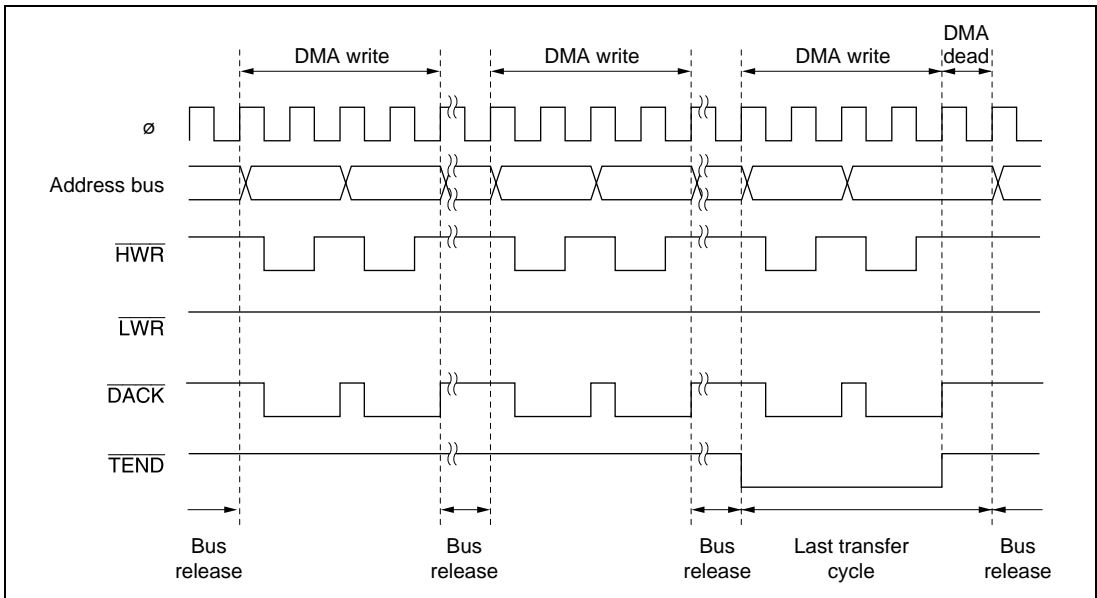 DMA write
DMA write
DMA write
DMA
dead
ø
Address bus
HWR
LWR
DACK
TEND
Bus
release
Bus
release
Bus
release
Last transfer
cycle
Bus
release